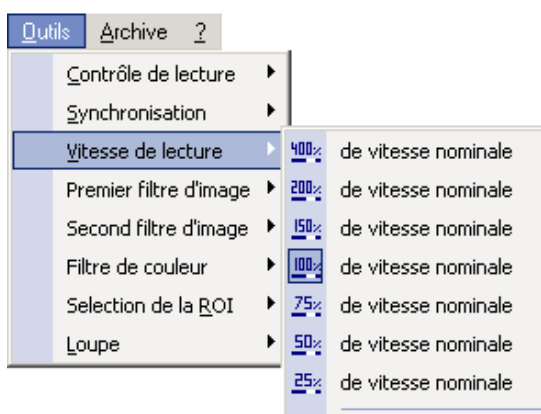 Outils Archive ?
Contrôle de lecture
Synchronisation
Vitesse de lecture
Premier filtre d'image
Second filtre d'image
Filtre de couleur
Selection de la ROI
Loupe
400% de vitesse nominale
200% de vitesse nominale
150% de vitesse nominale
100% de vitesse nominale
75% de vitesse nominale
50% de vitesse nominale
25% de vitesse nominale